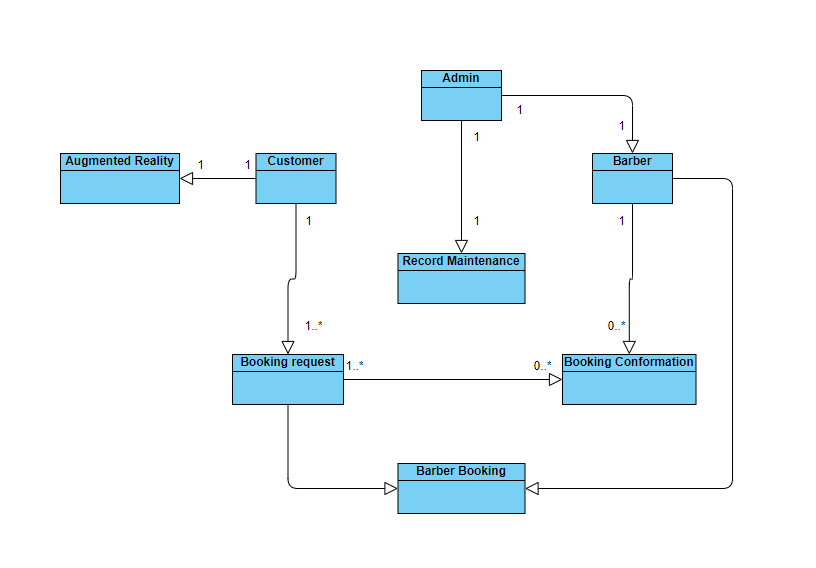 Admin
1
1
1
Augmented Reality
1
1
Customer
Barber
1
1
1
Record Maintenance
1..*
0..*
Booking request
1..*
0..*
Booking Conformation
Barber Booking